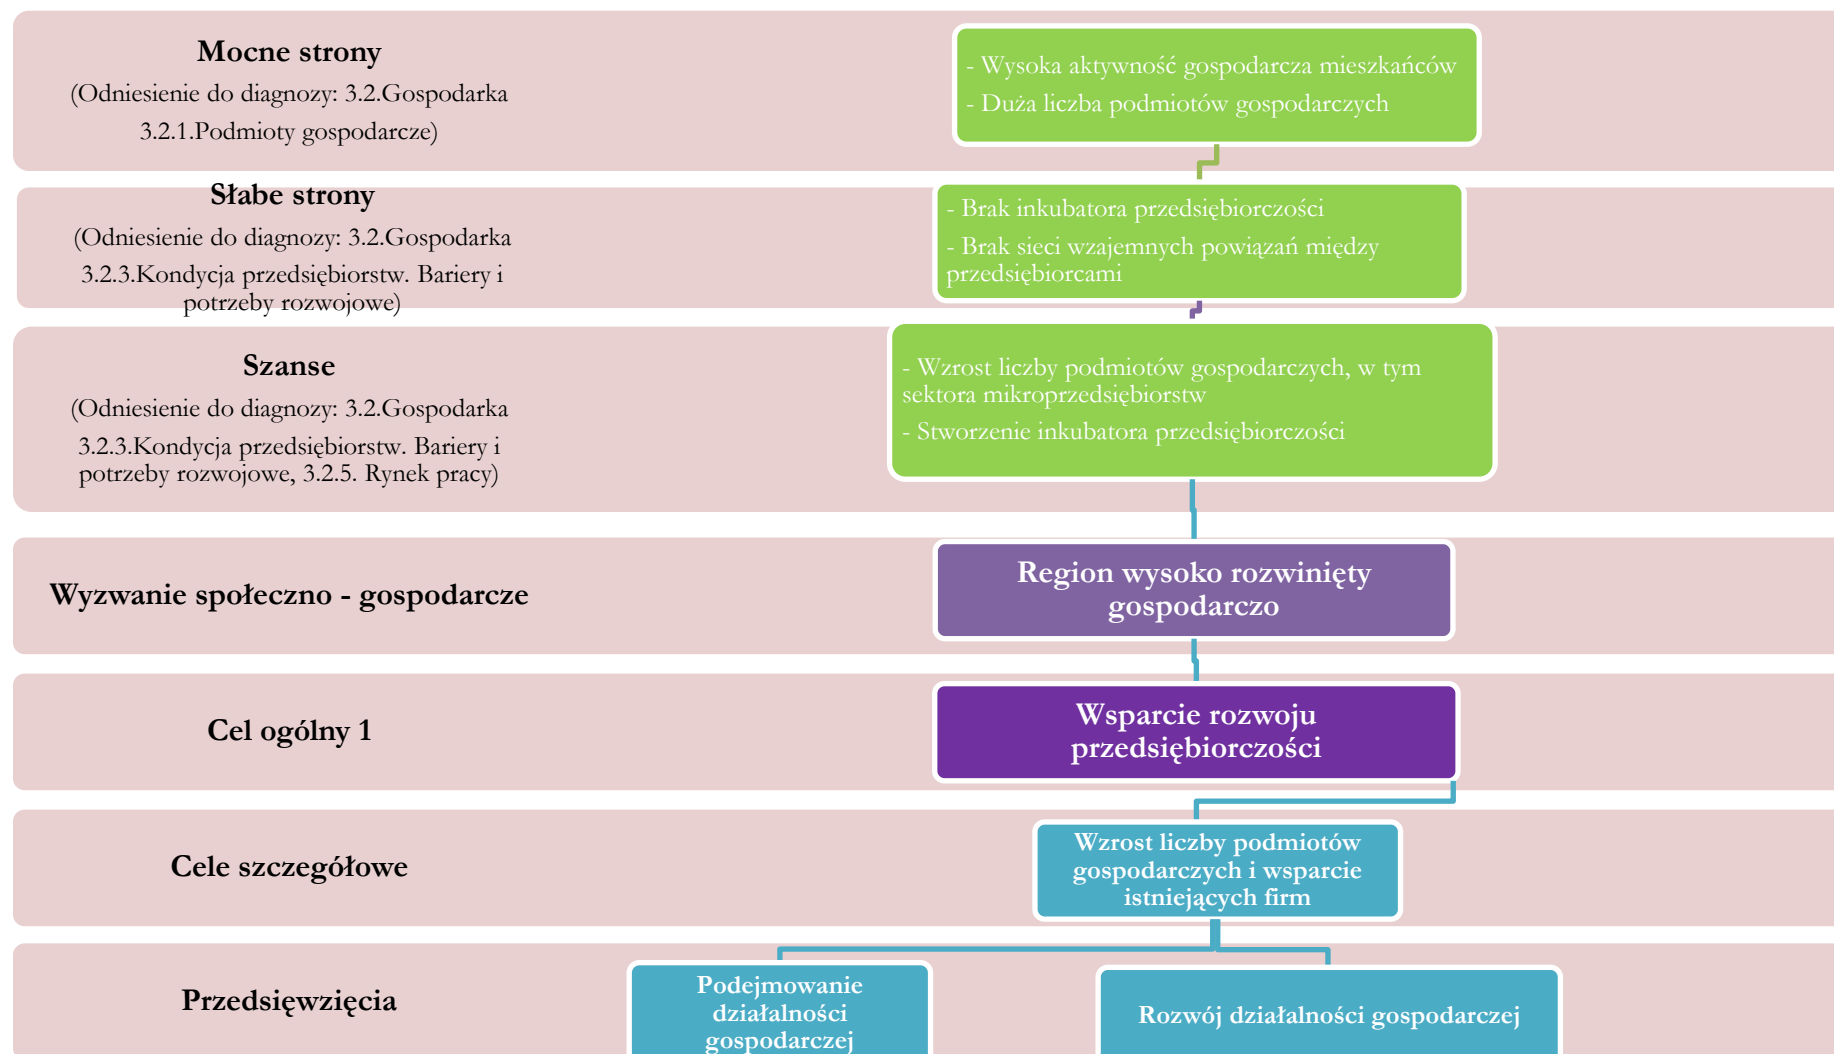 Mocne strony
(Odniesienie do diagnozy: 3.2.Gospodarka
3.2.1.Podmioty gospodarcze)
- Wysoka aktywność gospodarcza mieszkańców
- Duża liczba podmiotów gospodarczych
Słabe strony
(Odniesienie do diagnozy: 3.2.Gospodarka
3.2.3.Kondycja przedsiębiorstw. Bariery i
potrzeby rozwojowe)
- Brak inkubatora przedsiębiorczości
- Brak sieci wzajemnych powiązań między
przedsiębiorcami
Szanse
(Odniesienie do diagnozy: 3.2.Gospodarka
3.2.3.Kondycja przedsiębiorstw. Bariery i
potrzeby rozwojowe, 3.2.5. Rynek pracy)
- Wzrost liczby podmiotów gospodarczych, w tym
sektora mikroprzedsiębiorstw
- Stworzenie inkubatora przedsiębiorczości
Wyzwanie społeczno - gospodarcze
Region wysoko rozwinięty
gospodarczo
Cel ogólny 1
Wsparcie rozwoju
przedsiębiorczości
Cele szczegółowe
Wzrost liczby podmiotów
gospodarczych i wsparcie
istniejących firm
Przedsięwzięcia
Podejmowanie
działalności
gospodarczej
Rozwój działalności gospodarczej